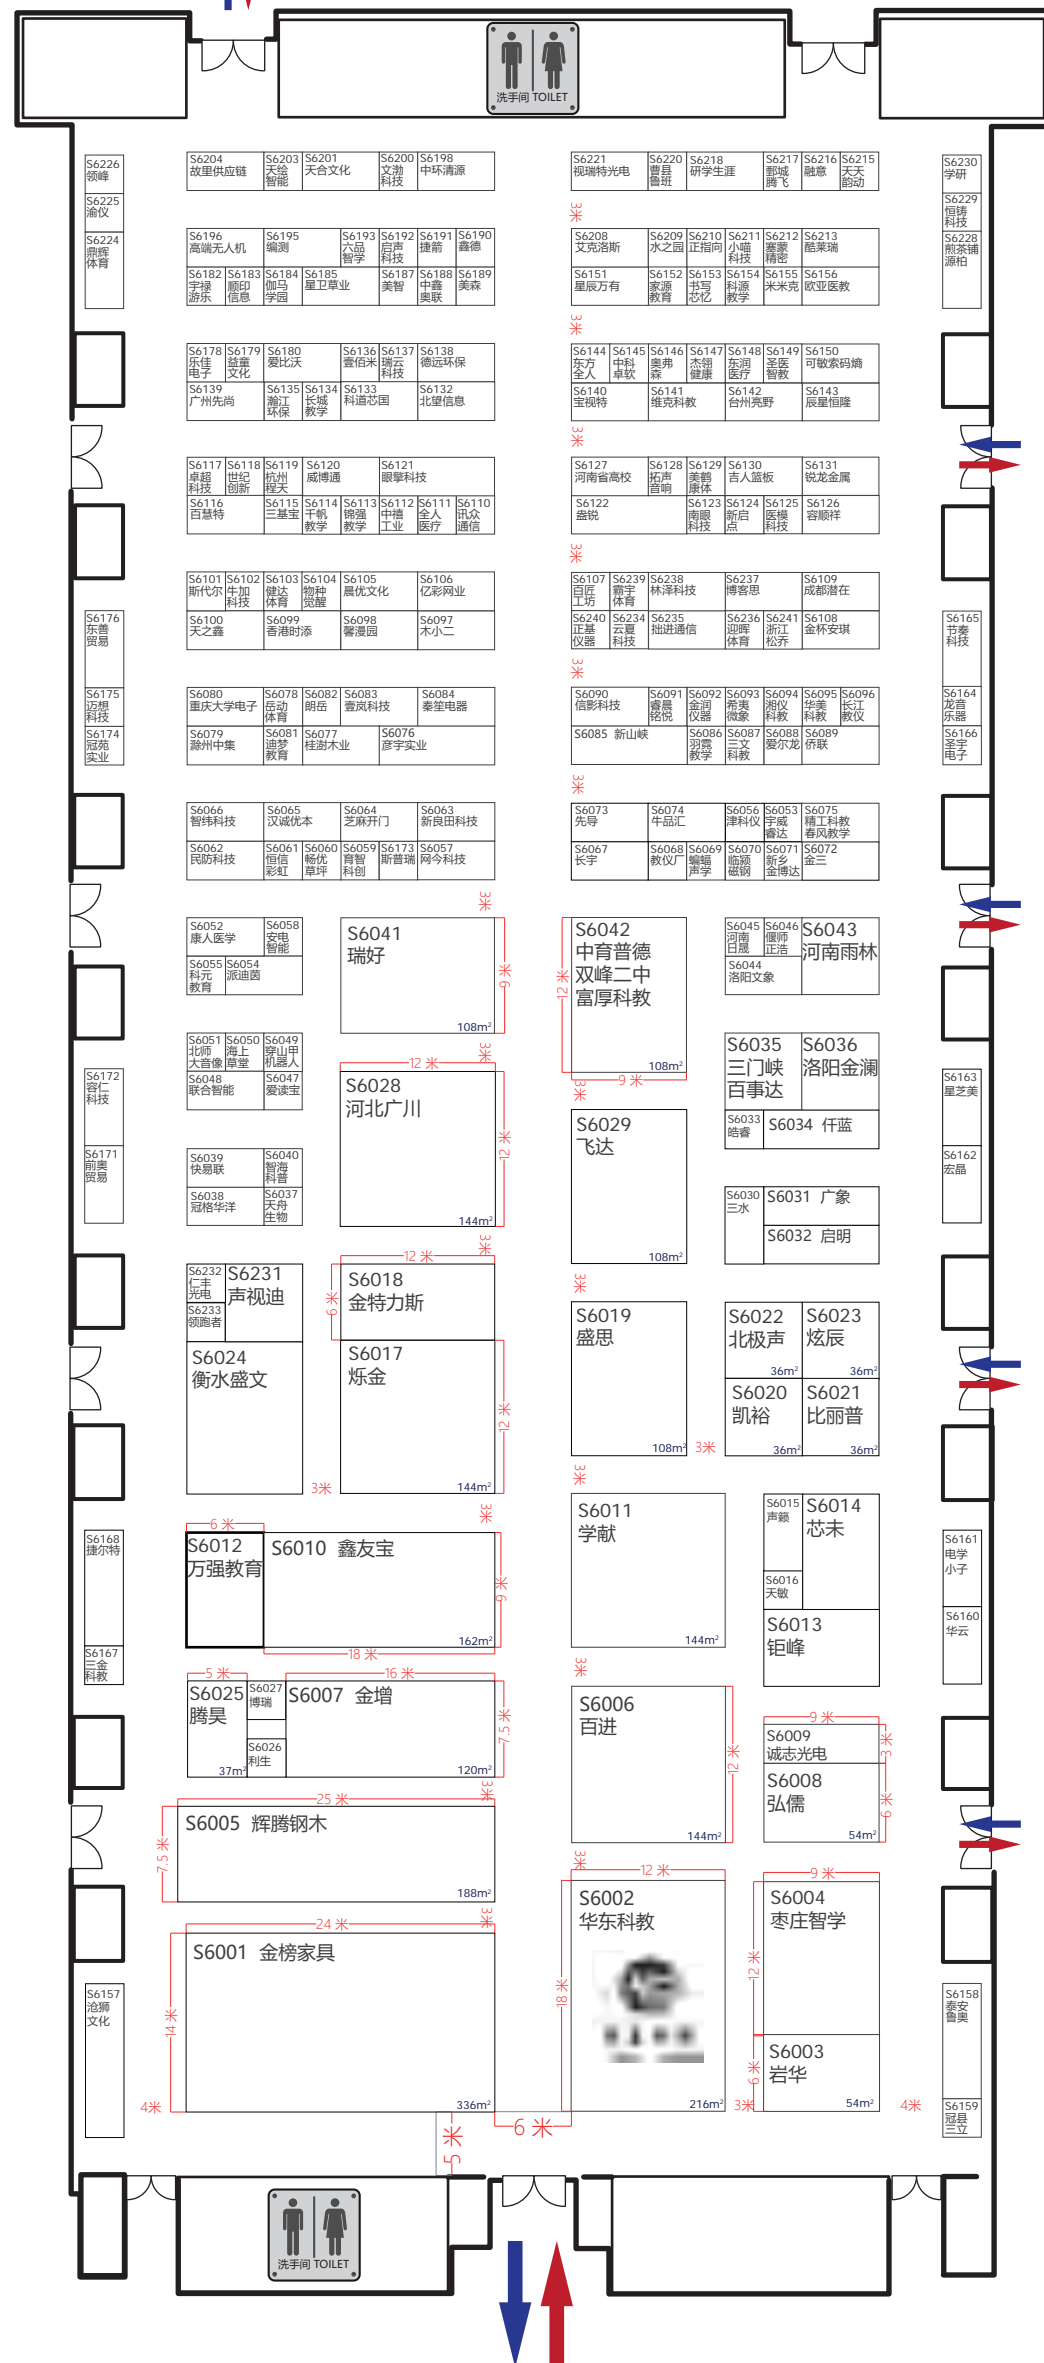 洗手间 TOILET
S6226
领峰
S6225
渝仪
S6224
鼎辉
体育
S6204
故里供应链
S6203
天绘
智能
S6201
天合文化
S6200
文渤
科技
S6198
中环清源
S6221
视瑞特光电
S6220
曹县
鲁班
S6218
研学生涯
S6217
鄄城
腾飞
S6216
融意
S6215
天天
韵动
S6230
学研
S6229
恒铸
科技
S6228
煎茶铺
源柏
3米
S6196
高端无人机
S6195
编测
S6193
六品
智学
S6192
启声
科技
S6191
捷箭
S6190
鑫德
S6208
艾克洛斯
S6209
水之园
S6210
正指向
S6211
小喵
科技
S6212
塞蒙
精密
S6213
酷莱瑞
S6182
宇禄
游乐
S6183
顺印
信息
S6184
伽马
学园
S6185
星卫草业
S6187
美智
S6188
中鑫
奥联
S6189
美森
S6151
星辰万有
S6152
家源
教育
S6153
书写
芯忆
S6154
科源
教学
S6155
米米克
S6156
欧亚医教
3米
S6178
乐佳
电子
S6179
益童
文化
S6180
爱比沃
S6136
壹佰米
S6137
瑞云
科技
S6138
德远环保
S6144
东方
全人
S6145
中科
卓软
S6146
奥弗
森
S6147
杰翎
健康
S6148
东润
医疗
S6149
圣医
智教
S6150
可敏索码熵
S6139
广州先尚
S6135
瀚江
环保
S6134
长城
教学
S6133
科道芯国
S6132
北望信息
S6140
宝视特
S6141
维克科教
S6142
台州亮野
S6143
辰星恒隆
3米
S6117
卓超
科技
S6118
世纪
创新
S6119
杭州
程天
S6120
威博通
S6121
眼擎科技
S6127
河南省高校
S6128
拓声
音响
S6129
美鹤
康体
S6130
吉人篮板
S6131
锐龙金属
S6116
百慧特
S6115
三基宝
S6114
千帆
教学
S6113
锦强
教学
S6112
中禧
工业
S6111
全人
医疗
S6110
讯众
通信
S6122
盎锐
S6123
南眼
科技
S6124
新启
点
S6125
医模
科技
S6126
容顺祥
3米
S6101
斯代尔
S6102
牛加
科技
S6103
健达
体育
S6104
物种
觉醒
S6105
晨优文化
S6106
亿彩网业
S6107
百匠
工坊
S6239
霸宇
体育
S6238
林泽科技
S6237
博客思
S6109
成都潜在
S6100
天之鑫
S6099
香港时添
S6098
馨漫园
S6097
木小二
S6240
正基
仪器
S6234
云夏
科技
S6235
拙进通信
S6236
迎晖
体育
S6241
浙江
松乔
S6108
金杯安琪
S6176
东善
贸易
S6175
迈想
科技
S6174
冠苑
实业
S6165
节奏
科技
S6164
龙音
乐器
S6166
圣宇
电子
3米
S6080
重庆大学电子
S6078
岳动
体育
S6082
朗岳
S6083
壹岚科技
S6084
秦笙电器
S6090
信影科技
S6091
睿晨
铭悦
S6092
金润
仪器
S6093
希夷
微象
S6094
湘仪
科教
S6095
华美
科教
S6096
长江
教仪
S6079
滁州中集
S6081
迪梦
教育
S6077
桂澍木业
S6076
彦宇实业
S6085 新山峡
S6086
羽霓
教学
S6087
三文
科教
S6088
爱尔龙
S6089
侨联
3米
S6066
智纬科技
S6065
汉诚优本
S6064
芝麻开门
S6063
新良田科技
S6073
先导
S6074
牛品汇
S6056
津科仪
S6053
宇威
睿达
S6075
精工科教
春风教学
S6062
民防科技
S6061
恒信
彩虹
S6060
畅优
草坪
S6059
育智
科创
S6173
斯普瑞
S6057
网今科技
S6067
长宇
S6068
教仪厂
S6069
蝙蝠
声学
S6070
临颍
磁钢
S6071
新乡
金博达
S6072
金三
3米
S6052
康人医学
S6058
安电
智能
S6055
科元
教育
S6054
派迪茵
S6041
瑞好
9米
108m²
S6042
中育普德
双峰二中
富厚科教
12米
108m²
9 米
S6045
河南
日晟
S6046
偃师
正浩
S6043
河南雨林
S6044
洛阳文象
S6051
北师
大音像
S6050
海上
草堂
S6049
穿山甲
机器人
S6048
联合智能
S6047
爱读宝
3米
12 米
S6028
河北广川
12米
144m²
3米
S6035
三门峡
百事达
S6036
洛阳金澜
S6033
皓睿
S6034 仟蓝
S6172
容仁
科技
S6171
前奥
贸易
S6163
星芝美
S6162
宏晶
S6039
快易联
S6040
智海
科普
S6038
冠格华洋
S6037
天舟
生物
S6029
飞达
108m²
S6030
三水
S6031 广象
S6032 启明
3米
12 米
S6232
仁丰
光电
S6233
领跑者
S6231
声视迪
S6018
金特力斯
6米
3米
S6024
衡水盛文
S6017
烁金
12米
144m²
3米
S6019
盛思
108m²
3米
S6022
北极声
36m²
S6023
炫辰
36m²
S6020
凯裕
36m²
S6021
比丽普
36m²
3米
3米
6 米
S6012
万强教育
S6010 鑫友宝
9米
162m²
18 米
S6011
学献
144m²
S6015
声籁
S6014
芯未
S6016
天敏
S6013
钜峰
S6168
捷尔特
S6167
三金
科教
S6161
电学
小子
S6160
华云
3米
5 米
S6025
腾昊
37m²
S6027
博瑞
S6026
利生
16 米
S6007 金增
7.5米
120m²
S6006
百进
12米
144m²
9 米
S6009
诚志光电
3米
S6008
弘儒
6米
54m²
3米
25 米
S6005 辉腾钢木
7.5米
188m²
3米
3米
24 米
S6001 金榜家具
14米
336m²
12 米
S6002
华东科教
18米
216m²
9 米
S6004
枣庄智学
12米
S6003
岩华
6米
54m²
S6157
沧狮
文化
S6158
泰安
鲁奥
S6159
冠县
三立
4米
3米
4米
6 米
5米
洗手间 TOILET